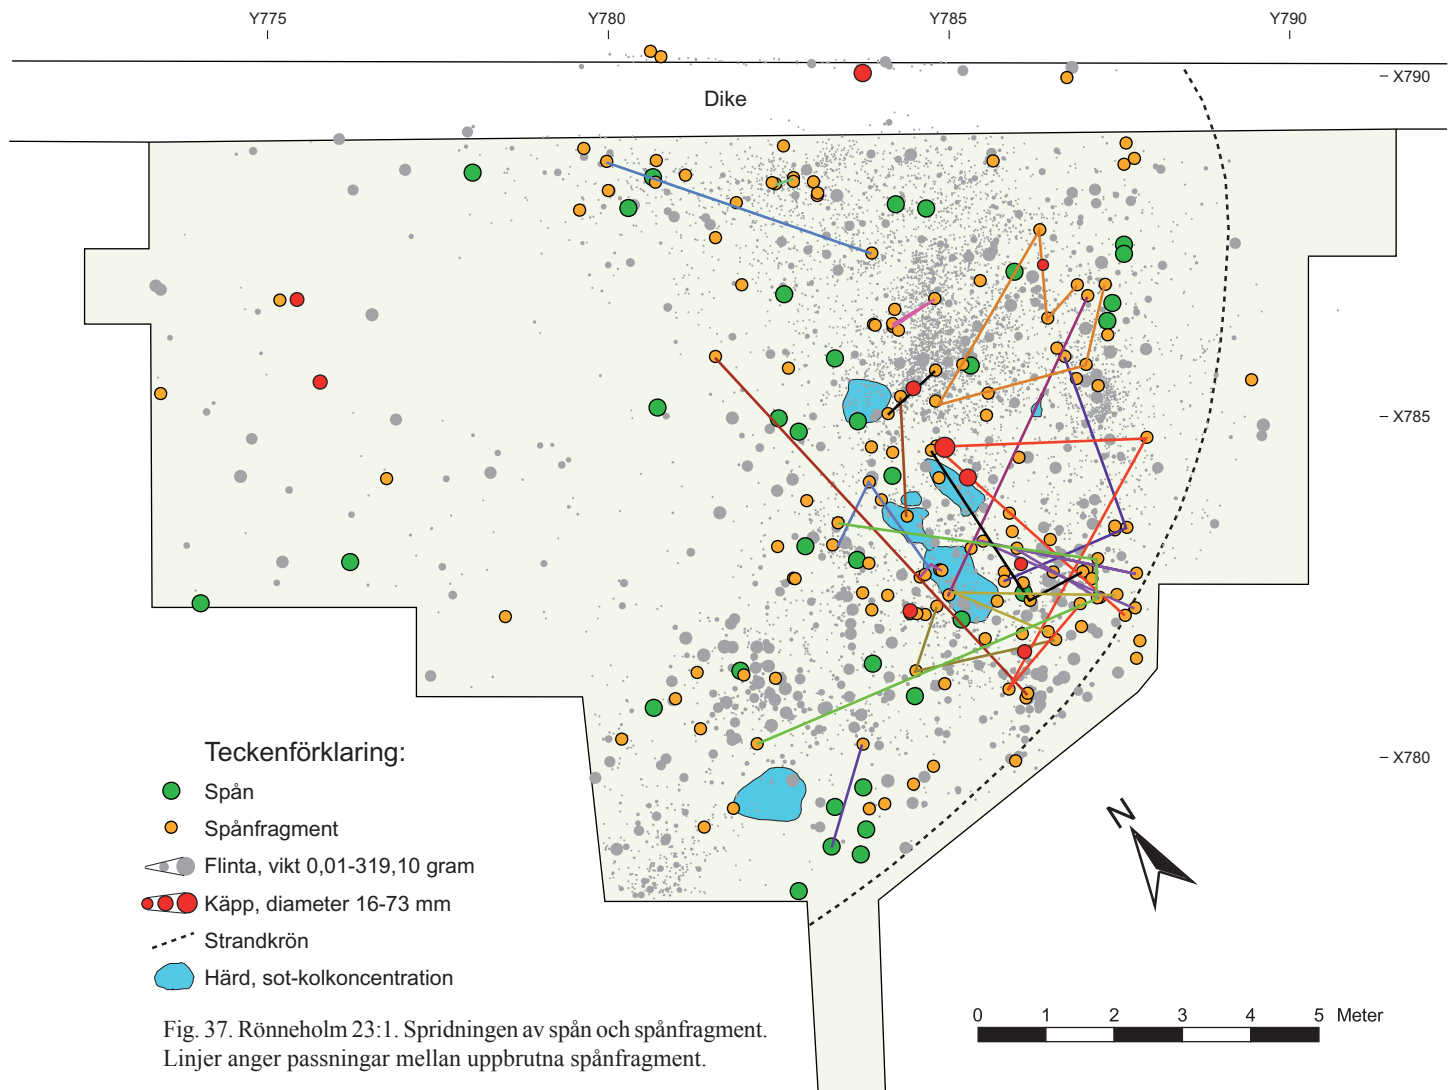 Y775 Y780 Y785 Y790
X790
Dike
X785
X780
Teckenförklaring:
Spån
Spånfragment
Flinta, vikt 0,01-319,10 gram
Käpp, diameter 16-73 mm
Strandkrön
Härd, sot-kolkoncentration
N
0 1 2 3 4 5 Meter
Fig. 37. Rönneholm 23:1. Spridningen av spån och spånfragment.
Linjer anger passningar mellan uppbrutna spånfragment.